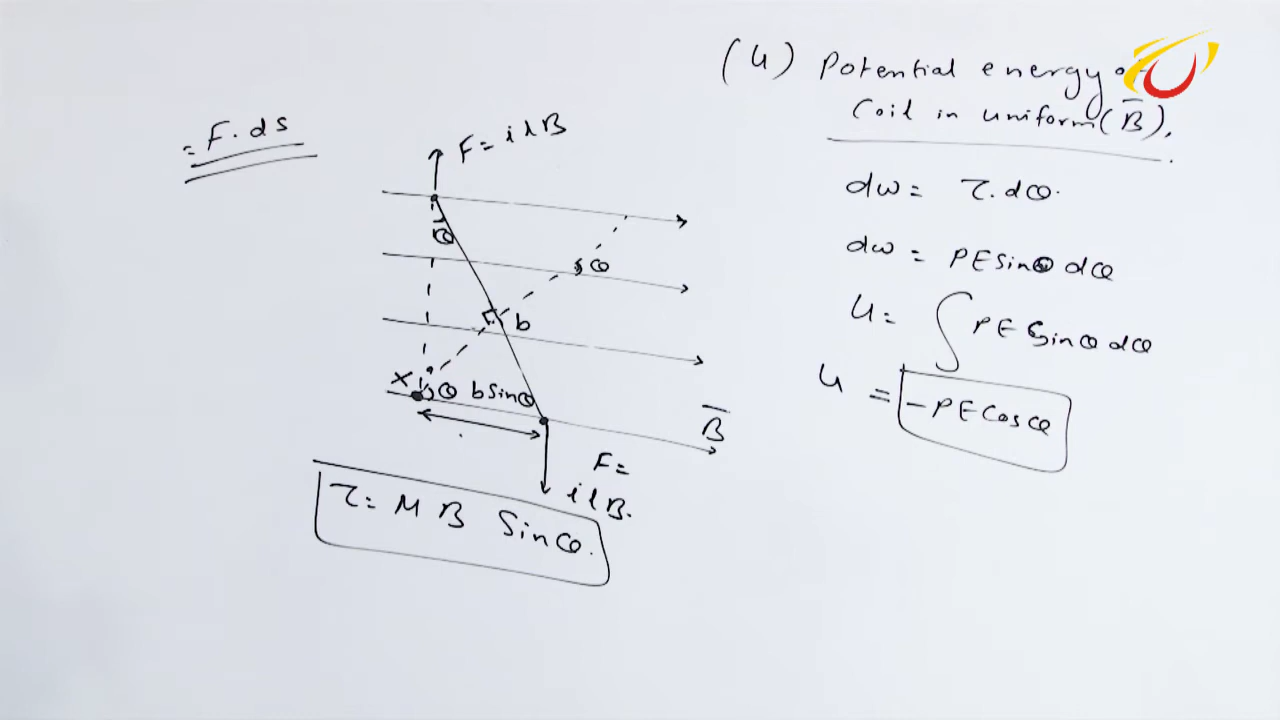 (4) Potential energy of
Coil in uniform (B̅).
= F. ds
F = ilB
dw = τ. dθ.
θ
dw = PE sinθ dθ
θ
U = ∫ PE Sinθ dθ
b
x θ b sinθ
U = -PE Cosθ
B̅
F =
ilB.
τ = M B Sinθ.